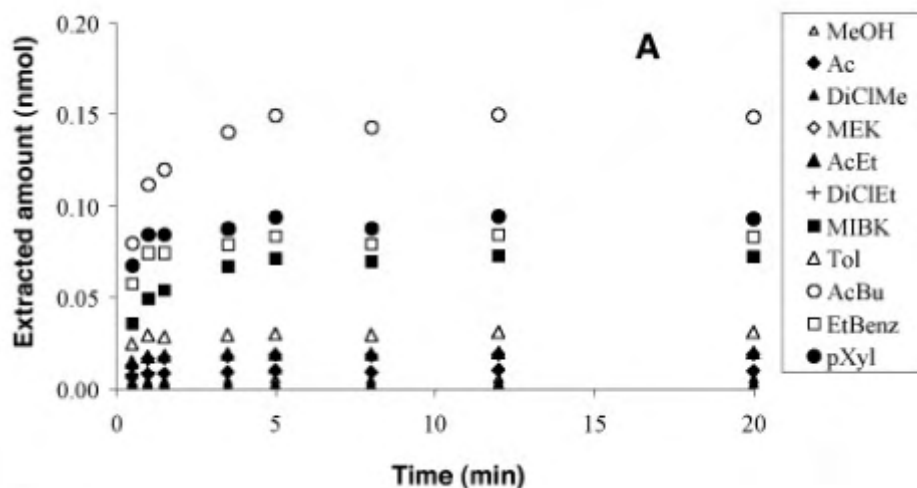 A
Extracted amount (nmol)
0.20
0.15
0.10
0.05
0.00
0
5
10
15
20
Time (min)
MeOH
Ac
DiClMe
MEK
AcEt
DiClEt
MIBK
Tol
AcBu
EtBenz
pXyl